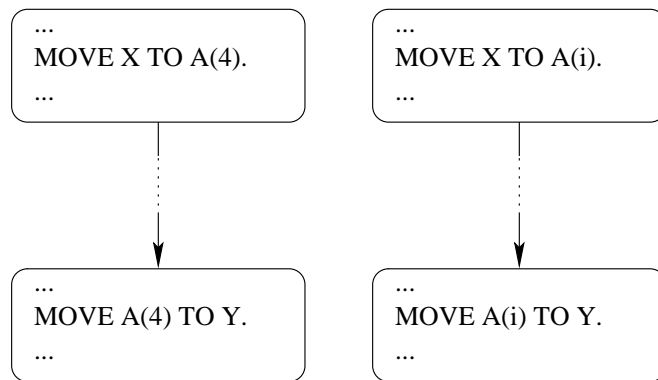 ...
MOVE X TO A(4).
...
...
MOVE A(4) TO Y.
...
...
MOVE X TO A(i).
...
...
MOVE A(i) TO Y.
...